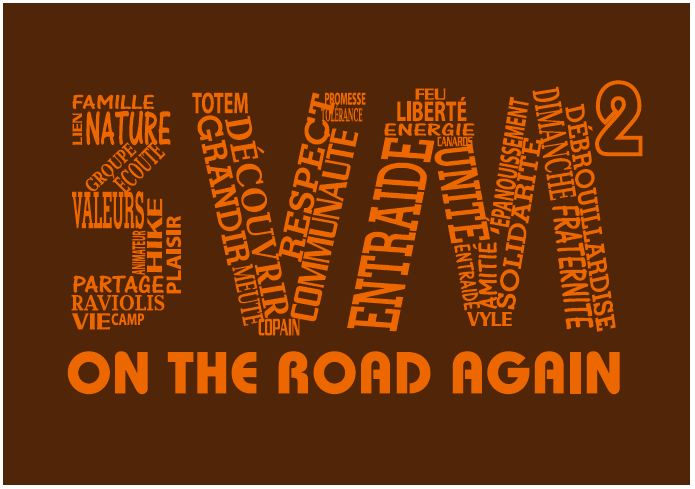 FAMILLE
LIEN
NATURE
GROUPE
ÉCOUTE
VALEURS
ANIMATEUR
HIKE
PLAISIR
PARTAGE
RAVIOLIS
VIE
CAMP
TOTEM
GRANDIR
DÉCOUVRIR
MEUTE
COPAIN
RESPECT
COMMUNAUTÉ
PROMESSE
TOLÉRANCE
ENTRAIDE
FEU
LIBERTÉ
ENERGIE
CANARDS
UNITÉ
ENTRAIDE
VYLE
AMITIÉ
ÉPANOUISSEMENT
SOLIDARITÉ
DIMANCHE
FRATERNITÉ
DÉBROUILLARDISE
2
ON THE ROAD AGAIN